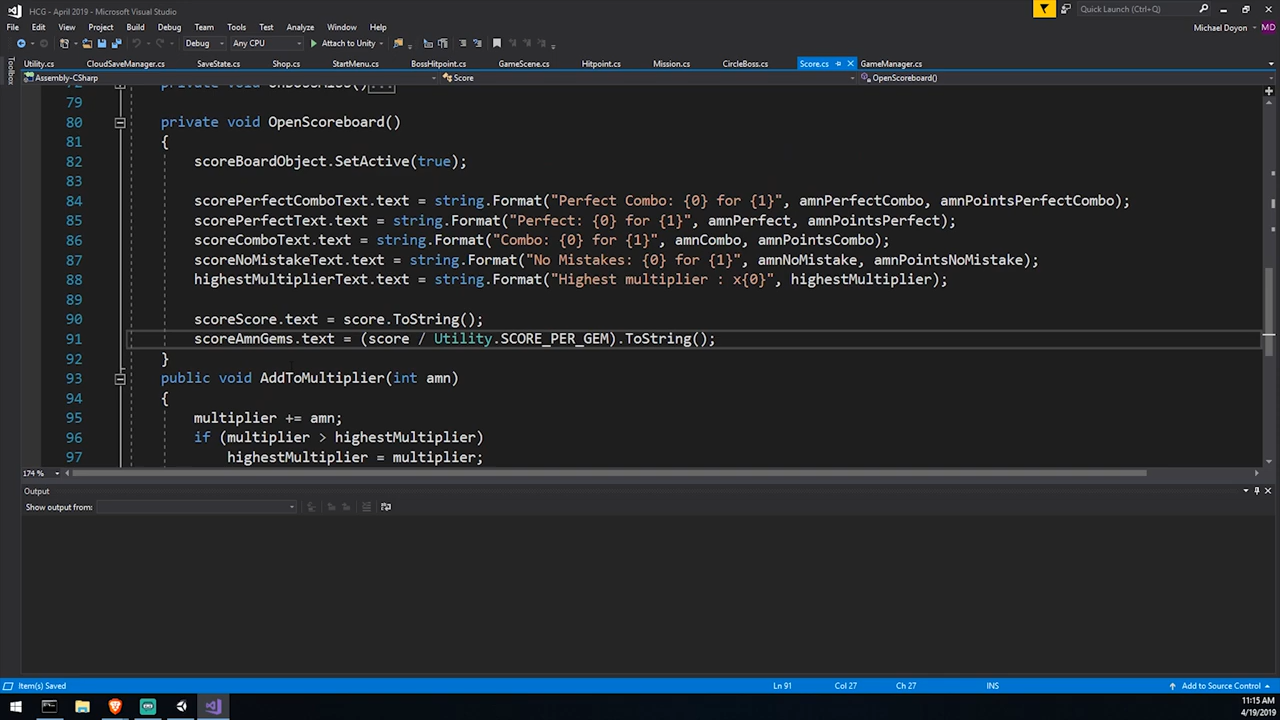 HCG - April 2019 - Microsoft Visual Studio
Quick Launch (Ctrl+Q)
File Edit View Project Build Debug Team Tools Test Analyze Window Help
Michael Doyon MD
Debug Any CPU Attach to Unity
Toolbox
Utility.cs CloudSaveManager.cs SaveState.cs Shop.cs StartMenu.cs BossHitpoint.cs GameScene.cs Hitpoint.cs Mission.cs CircleBoss.cs Score.cs GameManager.cs
Assembly-CSharp Score OpenScoreboard()
72 private void OnBossMiss()...
79
80 private void OpenScoreboard()
81 {
82 scoreBoardObject.SetActive(true);
83
84 scorePerfectComboText.text = string.Format("Perfect Combo: {0} for {1}", amnPerfectCombo, amnPointsPerfectCombo);
85 scorePerfectText.text = string.Format("Perfect: {0} for {1}", amnPerfect, amnPointsPerfect);
86 scoreComboText.text = string.Format("Combo: {0} for {1}", amnCombo, amnPointsCombo);
87 scoreNoMistakeText.text = string.Format("No Mistakes: {0} for {1}", amnNoMistake, amnPointsNoMistake);
88 highestMultiplierText.text = string.Format("Highest multiplier : x{0}", highestMultiplier);
89
90 scoreScore.text = score.ToString();
91 scoreAmnGems.text = (score / Utility.SCORE_PER_GEM).ToString();
92 }
93 public void AddToMultiplier(int amn)
94 {
95 multiplier += amn;
96 if (multiplier > highestMultiplier)
97 highestMultiplier = multiplier;
174 %
Output
Show output from:
Item(s) Saved Ln 91 Col 27 Ch 27 INS Add to Source Control
11:15 AM
4/19/2019